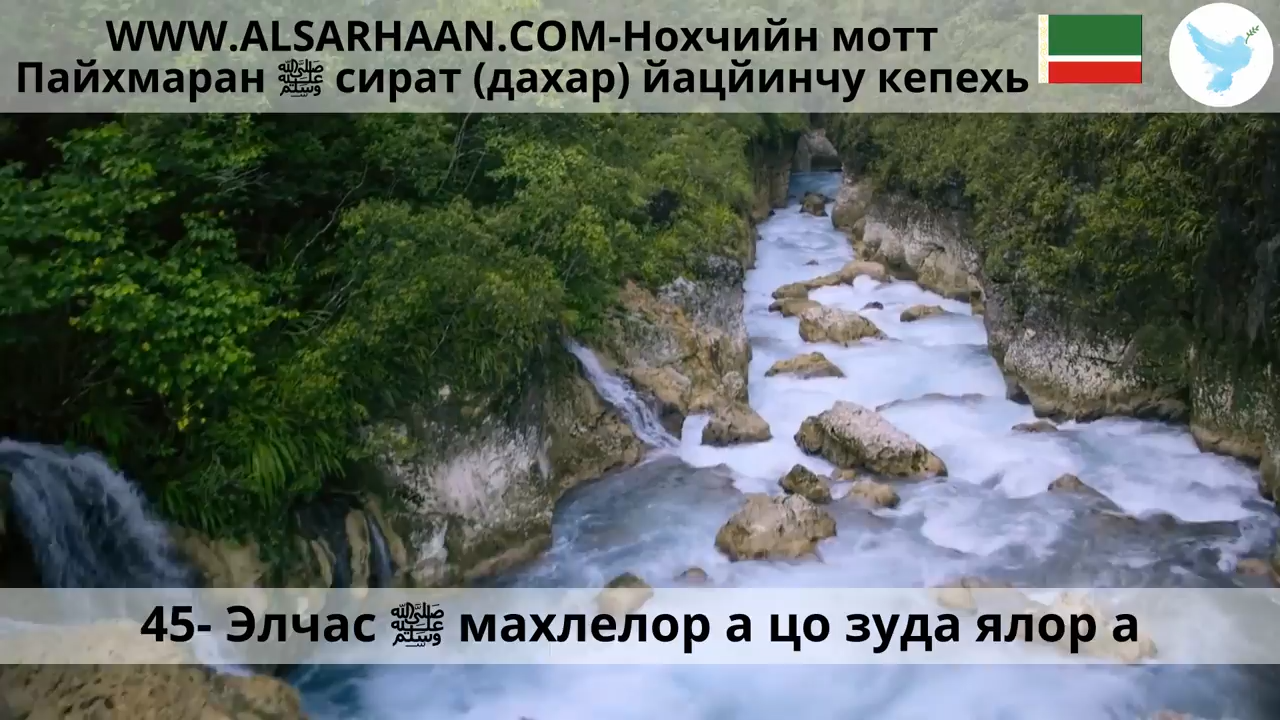 WWW.ALSARHAAN.COM-Нохчийн мотт
Пайхмаран ﷺ сират (дахар) йацйинчу кепехь
45- Элчас ﷺ махлелор а цо зуда ялор а